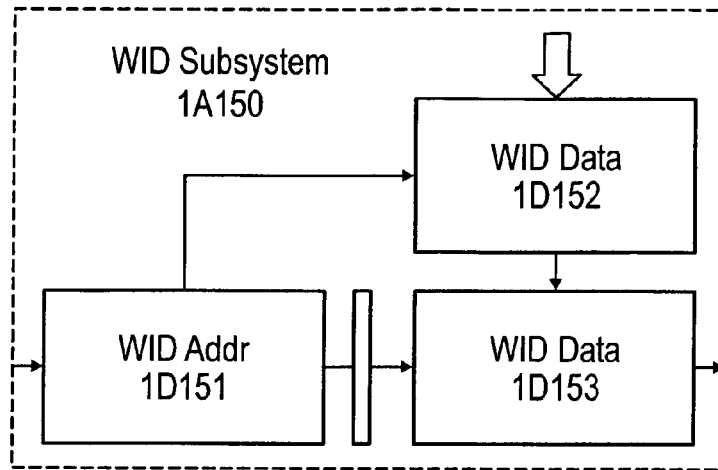 WID Subsystem
1A150
WID Data
1D152
WID Addr
1D151
WID Data
1D153